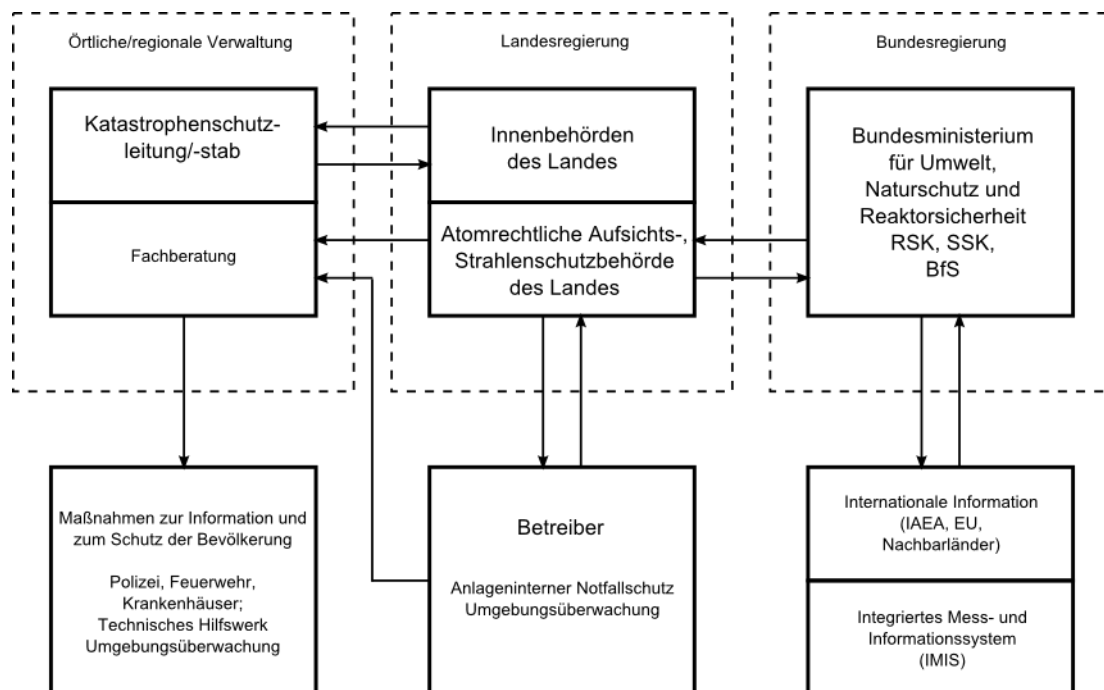 Örtliche/regionale Verwaltung
Katastrophenschutz-
leitung/-stab
Fachberatung
Landesregierung
Innenbehörden
des Landes
Atomrechtliche Aufsichts-,
Strahlenschutzbehörde
des Landes
Bundesregierung
Bundesministerium
für Umwelt,
Naturschutz und
Reaktorsicherheit
RSK, SSK,
BfS
Maßnahmen zur Information und
zum Schutz der Bevölkerung
Polizei, Feuerwehr,
Krankenhäuser;
Technisches Hilfswerk
Umgebungsüberwachung
Betreiber
Anlageninterner Notfallschutz
Umgebungsüberwachung
Internationale Information
(IAEA, EU,
Nachbarländer)
Integriertes Mess- und
Informationssystem
(IMIS)